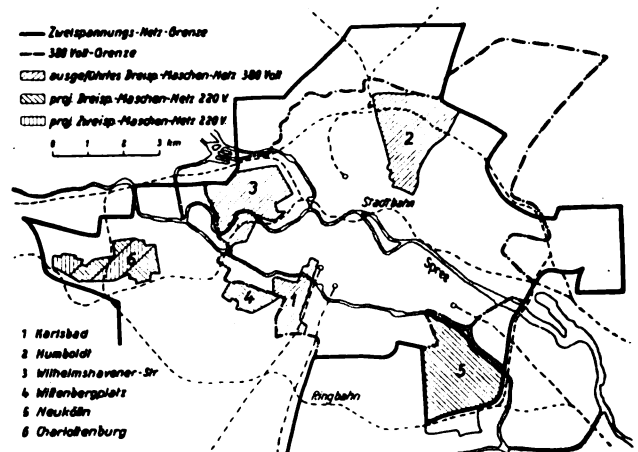 Zweispannungs-Netz-Grenze
380 Volt-Grenze
ausgeführtes Dreisp.-Maschen-Netz 380 Volt
proj. Dreisp.-Maschen-Netz 220 V.
proj. Zweisp.-Maschen-Netz 220 V.
0 1 2 3 km
2
3
Stadtbahn
6
Spree
4
1
5
Ringbahn
1 Karlsbad
2 Humboldt
3 Wilhelmshavener-Str
4 Wittenbergplatz
5 Neukölln
6 Charlottenburg